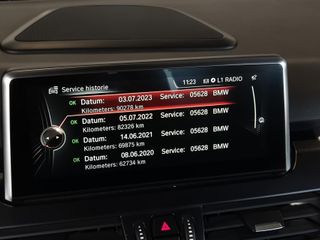 Service historie 11:23 L1 RADIO
OK Datum: 03.07.2023 Service: 05628 BMW
Kilometers: 90278 km
OK Datum: 05.07.2022 Service: 05628 BMW
Kilometers: 82326 km
OK Datum: 14.06.2021 Service: 05628 BMW
Kilometers: 69875 km
OK Datum: 08.06.2020 Service: 05628 BMW
Kilometers: 62734 km